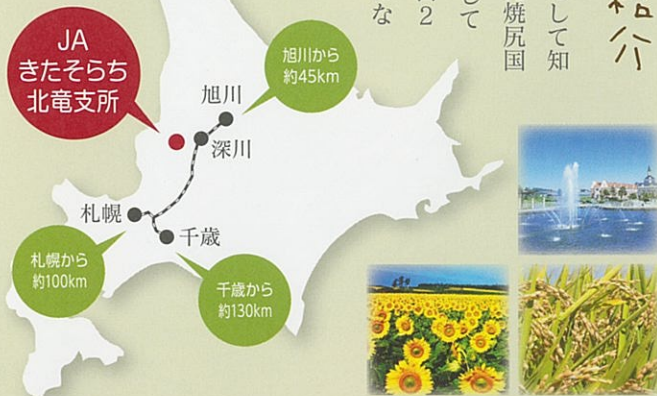 紹介
して知
焼尻国
して
2
な
JA
きたそらち
北竜支所
旭川から
約45km
旭川
深川
札幌
千歳
札幌から
約100km
千歳から
約130km